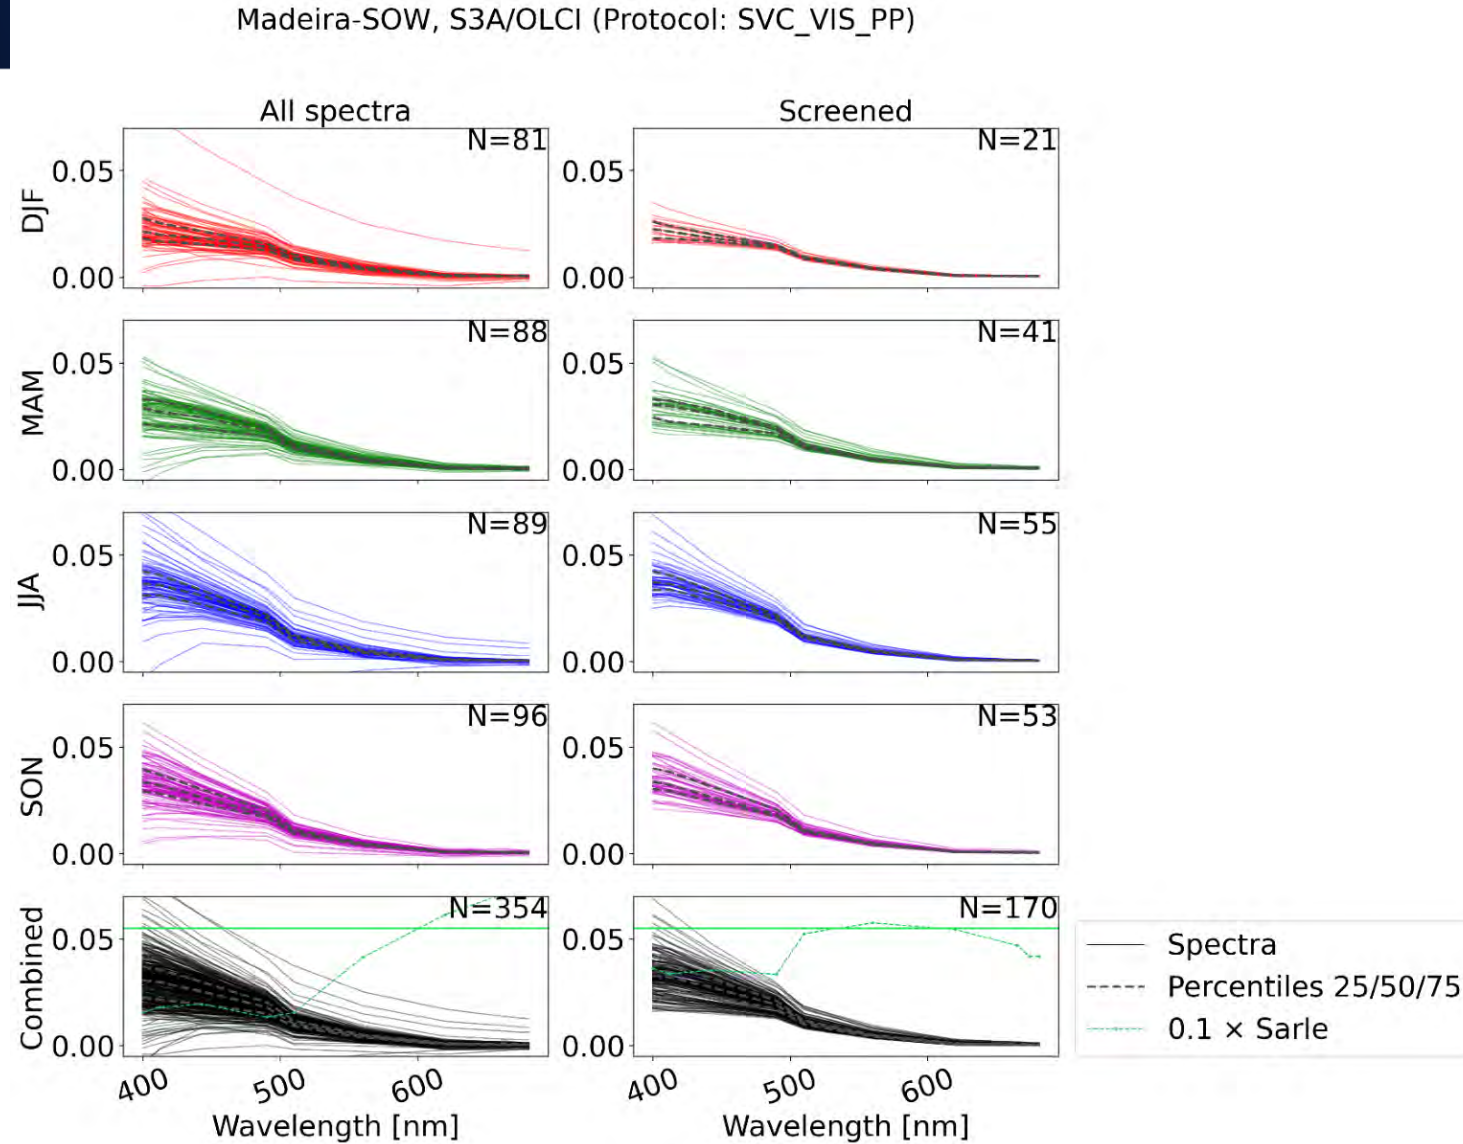 Madeira-SOW, S3A/OLCI (Protocol: SVC_VIS_PP)
All spectra
Screened
DJF
0.05
0.00
N=81
0.05
0.00
N=21
MAM
0.05
0.00
N=88
0.05
0.00
N=41
JJA
0.05
0.00
N=89
0.05
0.00
N=55
SON
0.05
0.00
N=96
0.05
0.00
N=53
Combined
0.05
0.00
N=354
0.05
0.00
N=170
400 500 600
400 500 600
Wavelength [nm]
Wavelength [nm]
Spectra
Percentiles 25/50/75
0.1 × Sarle